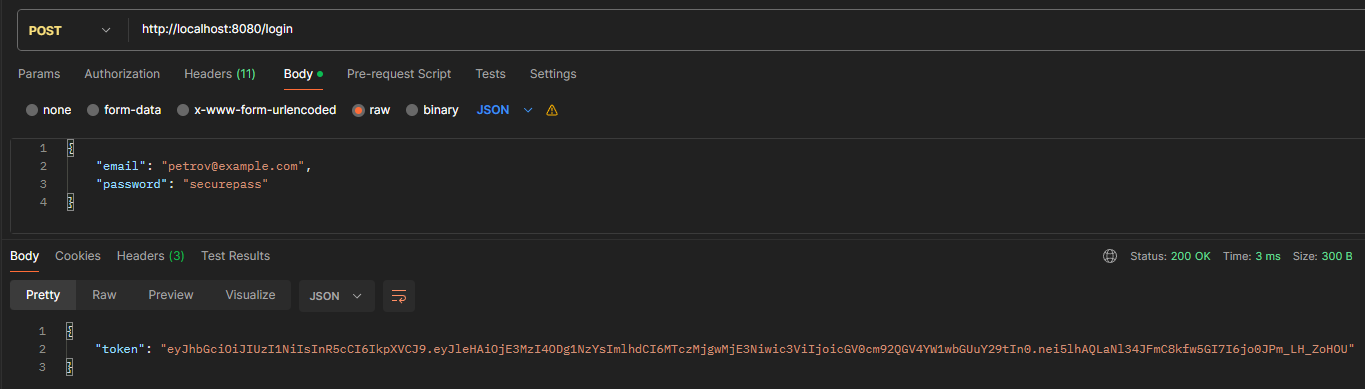 POST http://localhost:8080/login
Params Authorization Headers (11) Body Pre-request Script Tests Settings
none form-data x-www-form-urlencoded raw binary JSON
1 {
2 "email": "petrov@example.com",
3 "password": "securepass"
4 }
Body Cookies Headers (3) Test Results Status: 200 OK Time: 3 ms Size: 300 B
Pretty Raw Preview Visualize JSON
1 {
2 "token": "eyJhbGciOiJIUzI1NiIsInR5cCI6IkpXVCJ9.eyJleHAiOjE3MzI4ODg1NzYsImlhdCI6MTczMjgwMjE3Niwic3ViIjoicGV0cm92QGV4YW1wbGUuY29tIn0.nei5lhAQLaNl34JFmC8kfw5GI7I6jo0JPm_LH_ZoHOU"
3 }